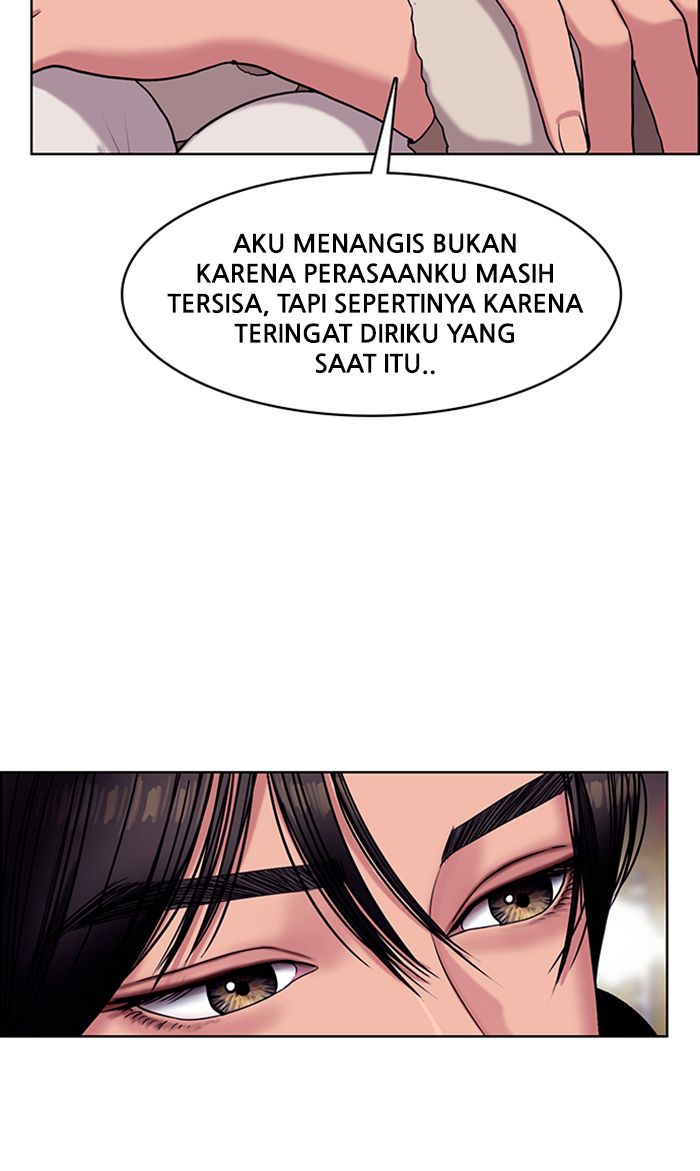 AKU MENANGIS BUKAN
KARENA PERASAANKU MASIH
TERSISA, TAPI SEPERTINYA KARENA
TERINGAT DIRIKU YANG
SAAT ITU..